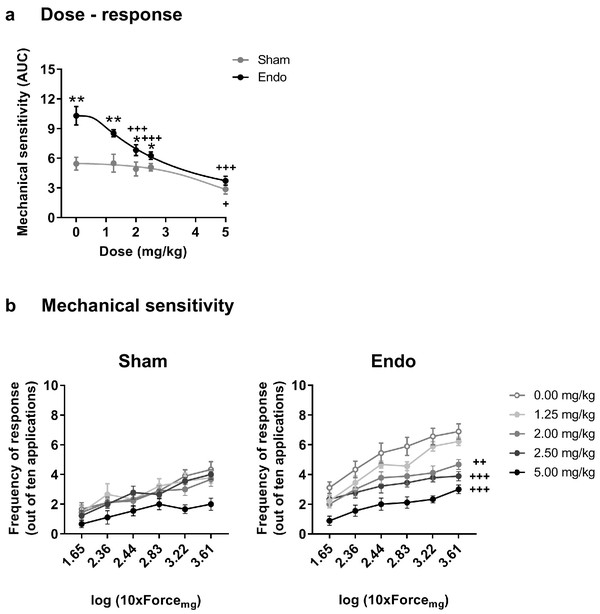 a Dose - response
Sham
Endo
Mechanical sensitivity (AUC)
15
12
9
6
3
0
** ** +++ +++ +++
* *
+
0 1 2 3 4 5
Dose (mg/kg)
b Mechanical sensitivity
Sham
Frequency of response
(out of ten applications)
10
8
6
4
2
0
1.65 2.36 2.44 2.83 3.22 3.61
log (10xForcemg)
Endo
Frequency of response
(out of ten applications)
10
8
6
4
2
0
++
+++
+++
1.65 2.36 2.44 2.83 3.22 3.61
log (10xForcemg)
0.00 mg/kg
1.25 mg/kg
2.00 mg/kg
2.50 mg/kg
5.00 mg/kg